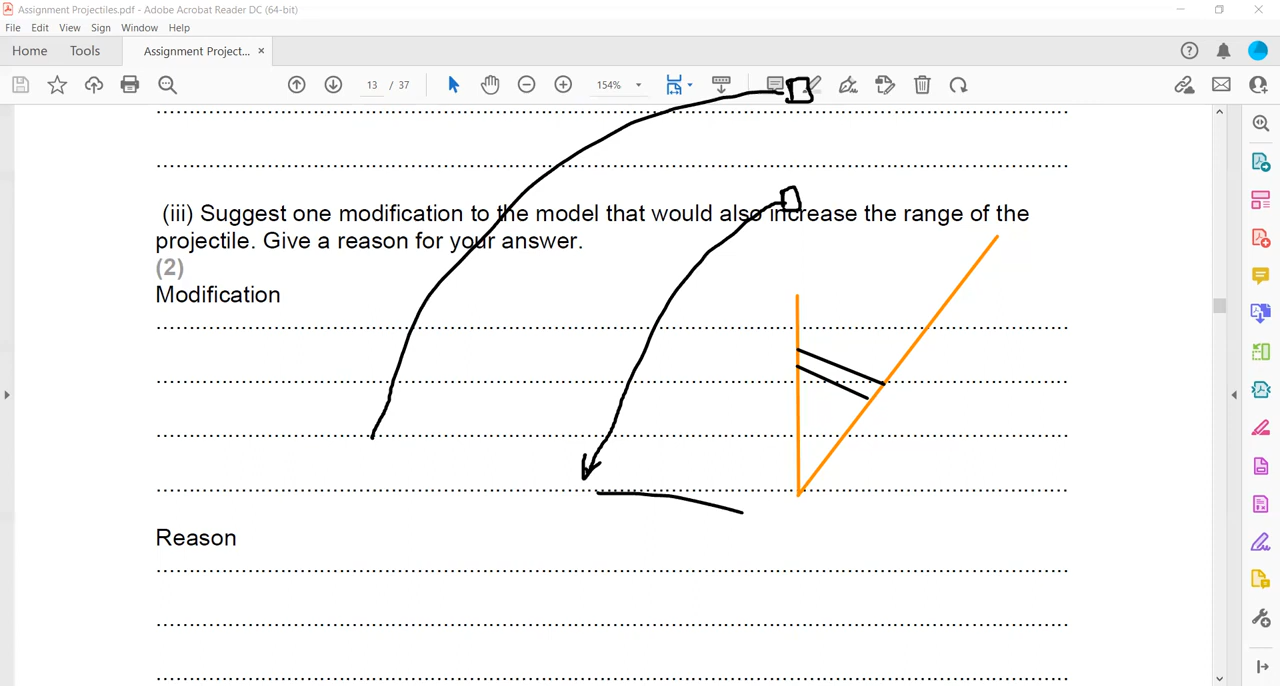 Assignment Projectiles.pdf - Adobe Acrobat Reader DC (64-bit)
File Edit View Sign Window Help
Home Tools Assignment Project... ×
13 / 37 154%
(iii) Suggest one modification to the model that would also increase the range of the
projectile. Give a reason for your answer.
(2)
Modification
Reason